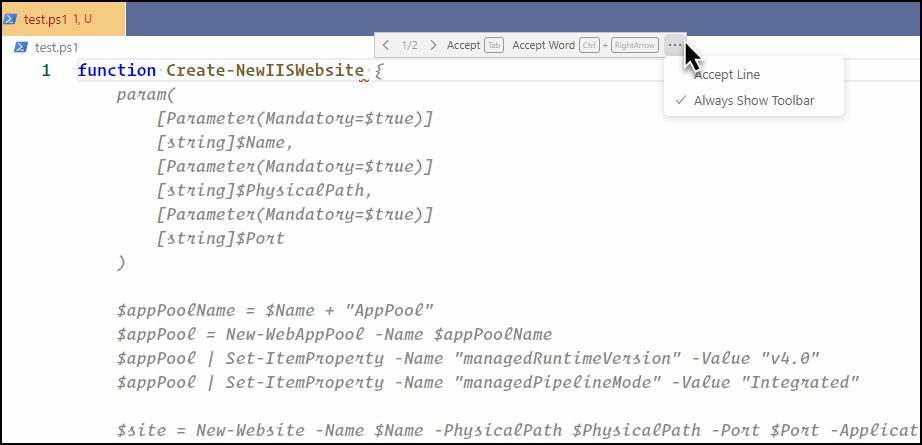 test.ps1 1, U
test.ps1
1/2 Accept Tab Accept Word Ctrl + RightArrow ...
Accept Line
Always Show Toolbar
1 function Create-NewIISWebsite {
param(
[Parameter(Mandatory=$true)]
[string]$Name,
[Parameter(Mandatory=$true)]
[string]$PhysicalPath,
[Parameter(Mandatory=$true)]
[string]$Port
)
$appPoolName = $Name + "AppPool"
$appPool = New-WebAppPool -Name $appPoolName
$appPool | Set-ItemProperty -Name "managedRuntimeVersion" -Value "v4.0"
$appPool | Set-ItemProperty -Name "managedPipelineMode" -Value "Integrated"
$site = New-Website -Name $Name -PhysicalPath $PhysicalPath -Port $Port -Applicat